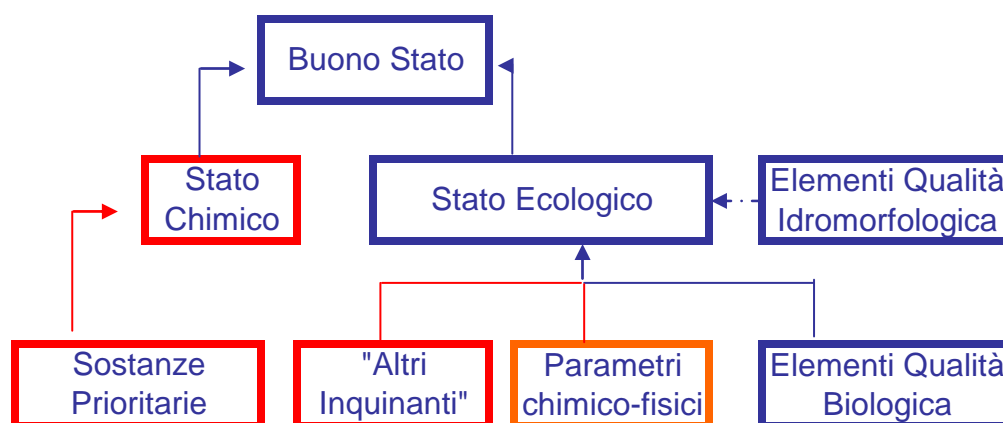 Buono Stato
Stato
Chimico
Stato Ecologico
Elementi Qualità
Idromorfologica
Sostanze
Prioritarie
"Altri
Inquinanti"
Parametri
chimico-fisici
Elementi Qualità
Biologica